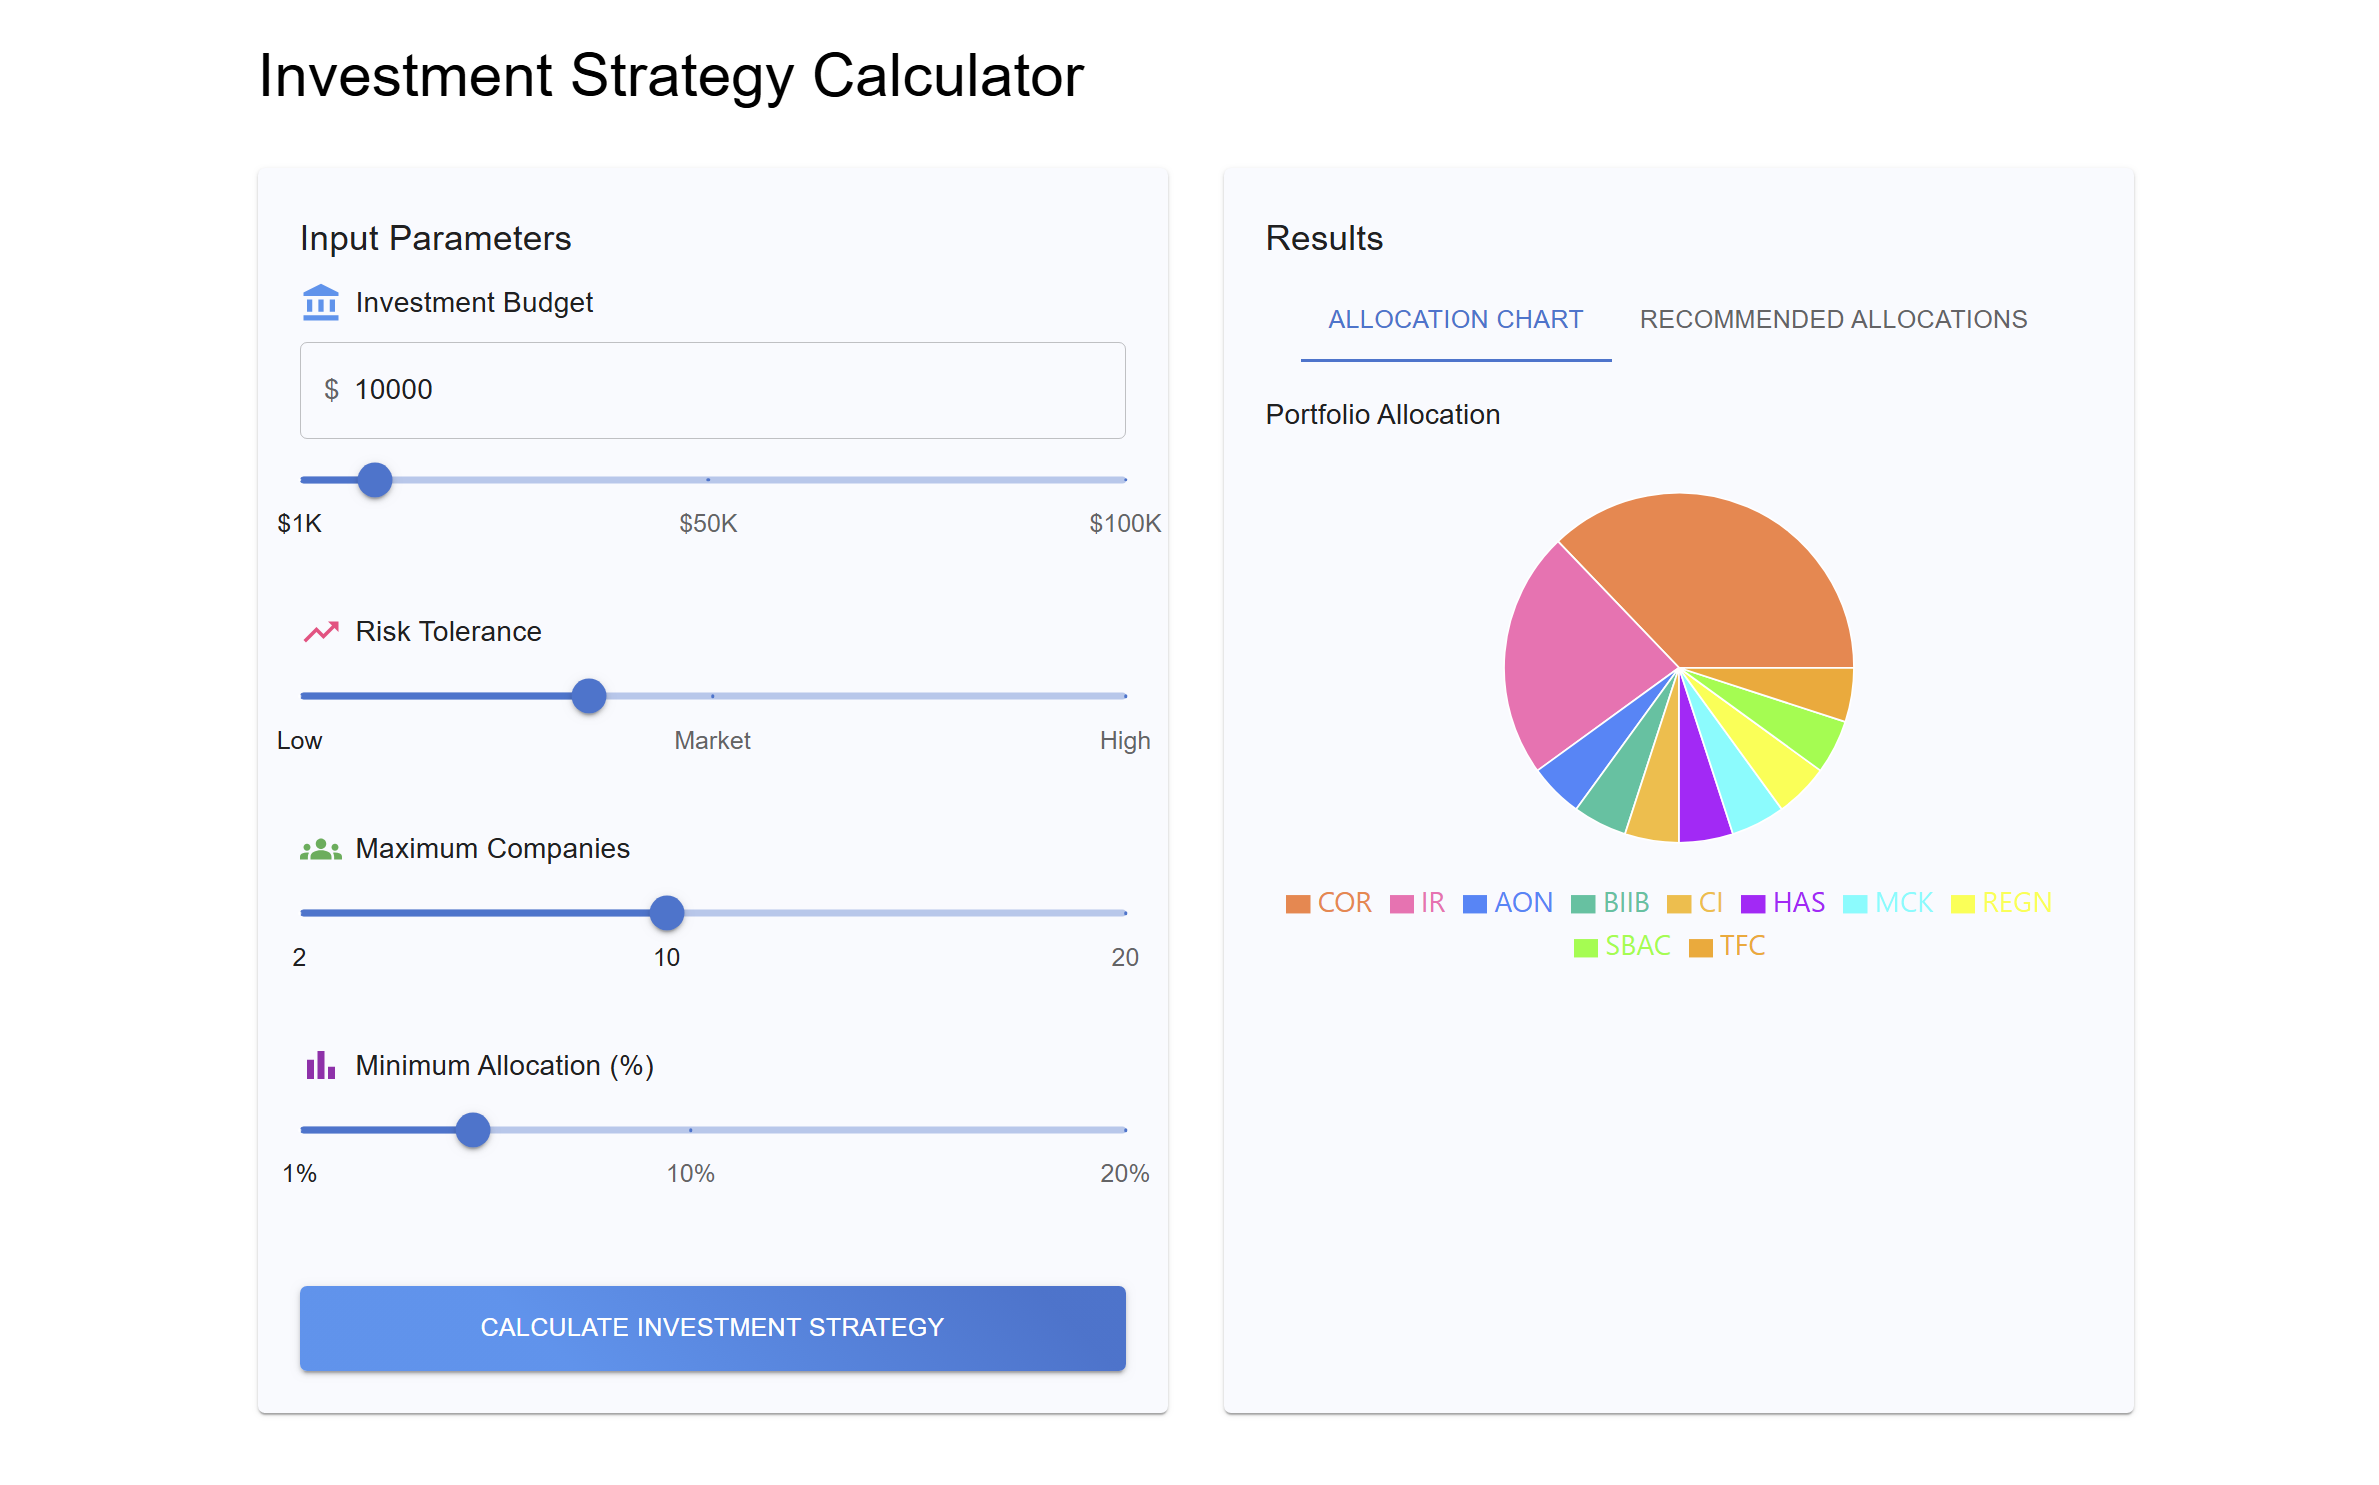 Investment Strategy Calculator
Input Parameters
Investment Budget
$ 10000
$1K $50K $100K
Risk Tolerance
Low Market High
Maximum Companies
2 10 20
Minimum Allocation (%)
1% 10% 20%
CALCULATE INVESTMENT STRATEGY
Results
ALLOCATION CHART RECOMMENDED ALLOCATIONS
Portfolio Allocation
COR IR AON BIIB CI HAS MCK REGN
SBAC TFC